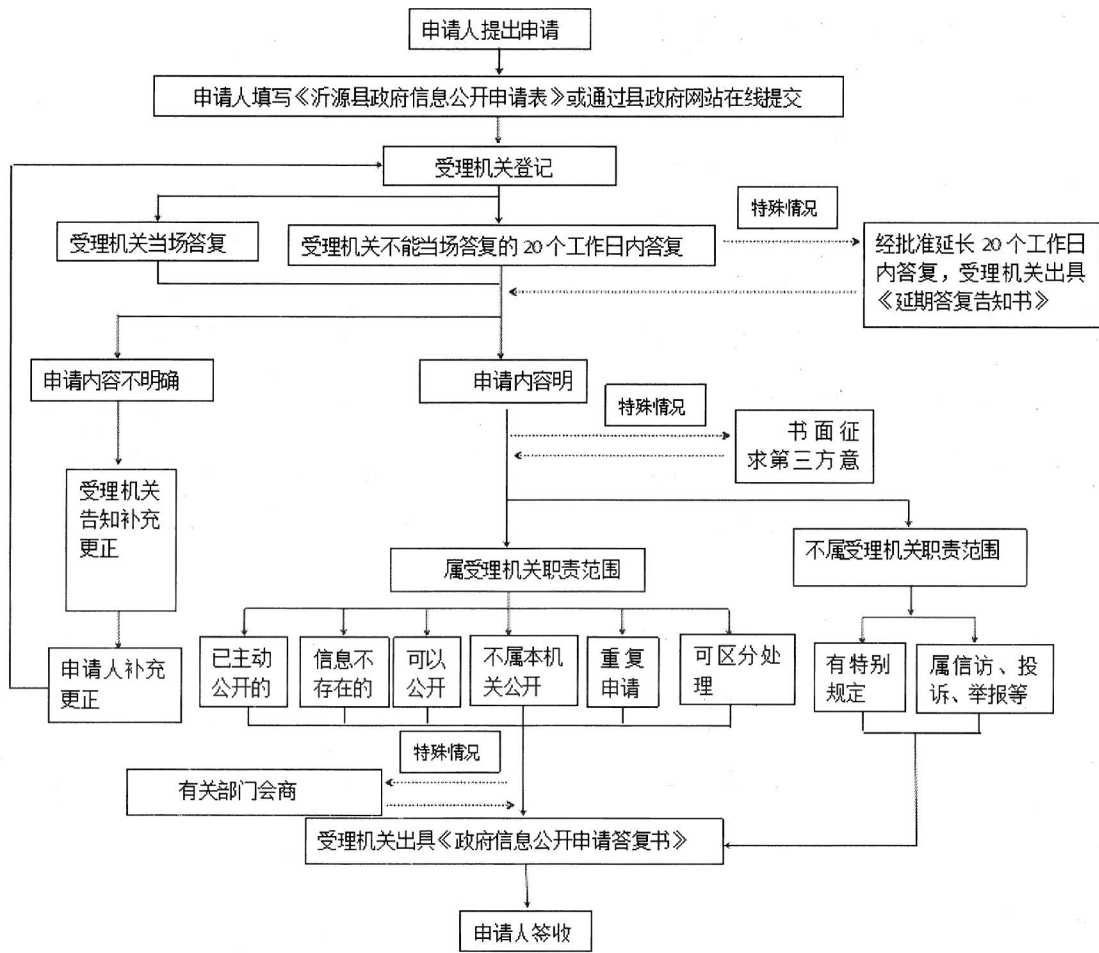 申请人提出申请
申请人填写《沂源县政府信息公开申请表》或通过县政府网站在线提交
受理机关登记
特殊情况
受理机关当场答复
受理机关不能当场答复的 20 个工作日内答复
经批准延长 20 个工作日
内答复，受理机关出具
《延期答复告知书》
申请内容不明确
申请内容明
特殊情况
书面征
求第三方意
受理机关
告知补充
更正
不属受理机关职责范围
属受理机关职责范围
申请人补充
更正
已主动
公开的
信息不
存在的
可以
公开
不属本机
关公开
重复
申请
可区分处
理
有特别
规定
属信访、投
诉、举报等
特殊情况
有关部门会商
受理机关出具《政府信息公开申请答复书》
申请人签收